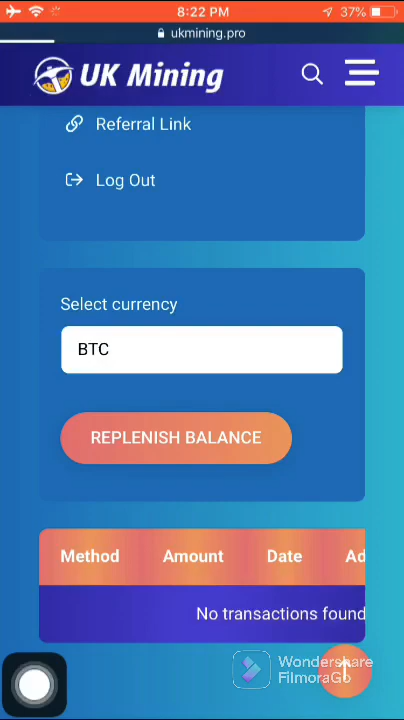 8:22 PM
37%
ukmining.pro
UK Mining
Referral Link
Log Out
Select currency
BTC
REPLENISH BALANCE
Method Amount Date Ad
No transactions found
Wondershare
FilmoraGo